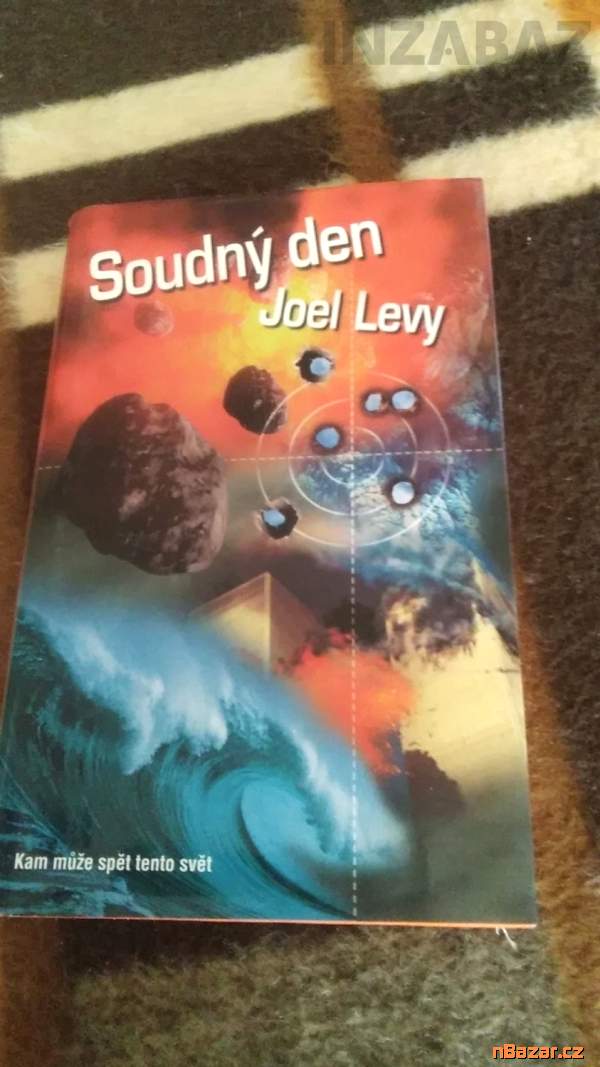 INZABAZ
Soudný den
Joel Levy
Kam může spět tento svět
nBazar.cz